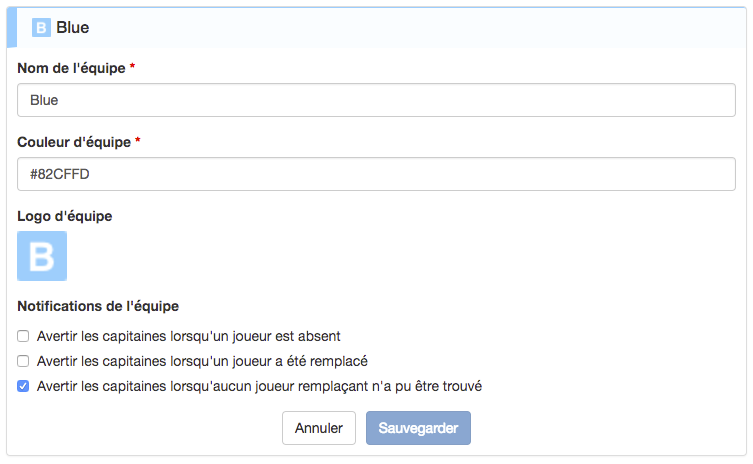 B Blue
Nom de l'équipe *
Blue
Couleur d'équipe *
#82CFFD
Logo d'équipe
B
Notifications de l'équipe
Avertir les capitaines lorsqu'un joueur est absent
Avertir les capitaines lorsqu'un joueur a été remplacé
Avertir les capitaines lorsqu'aucun joueur remplaçant n'a pu être trouvé
Annuler Sauvegarder